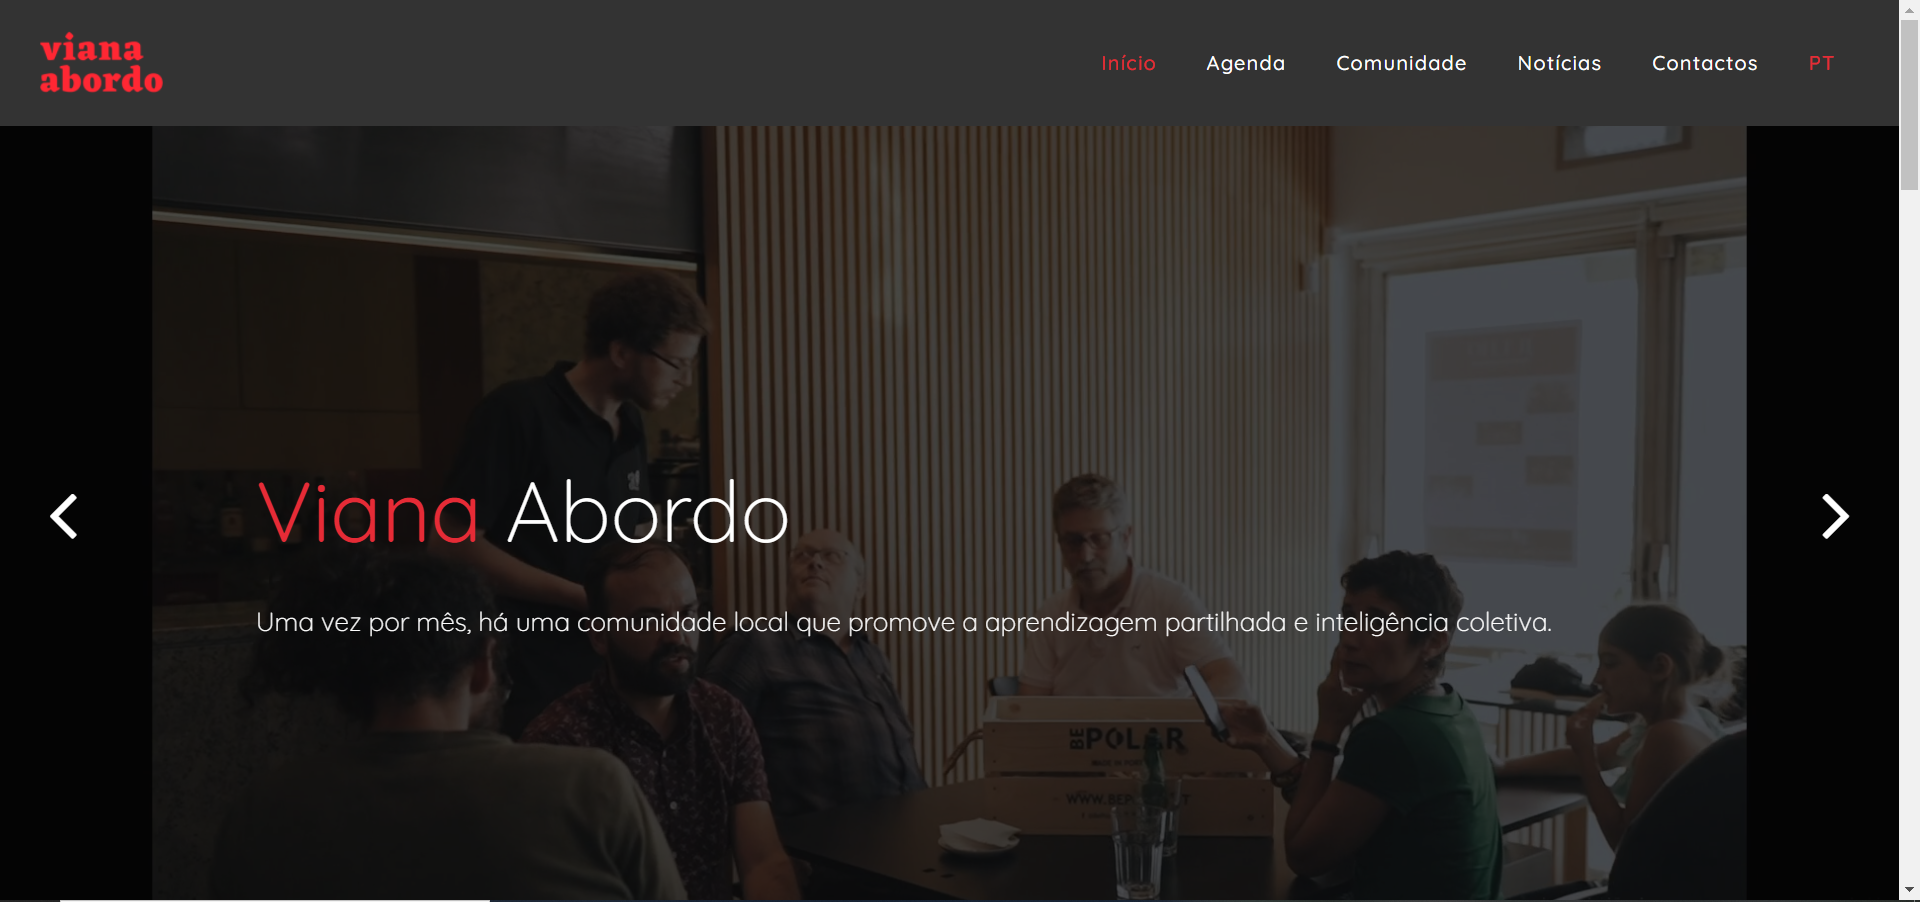 viana
abordo
Início Agenda Comunidade Notícias Contactos PT
Viana Abordo
Uma vez por mês, há uma comunidade local que promove a aprendizagem partilhada e inteligência coletiva.
BEPOLAR